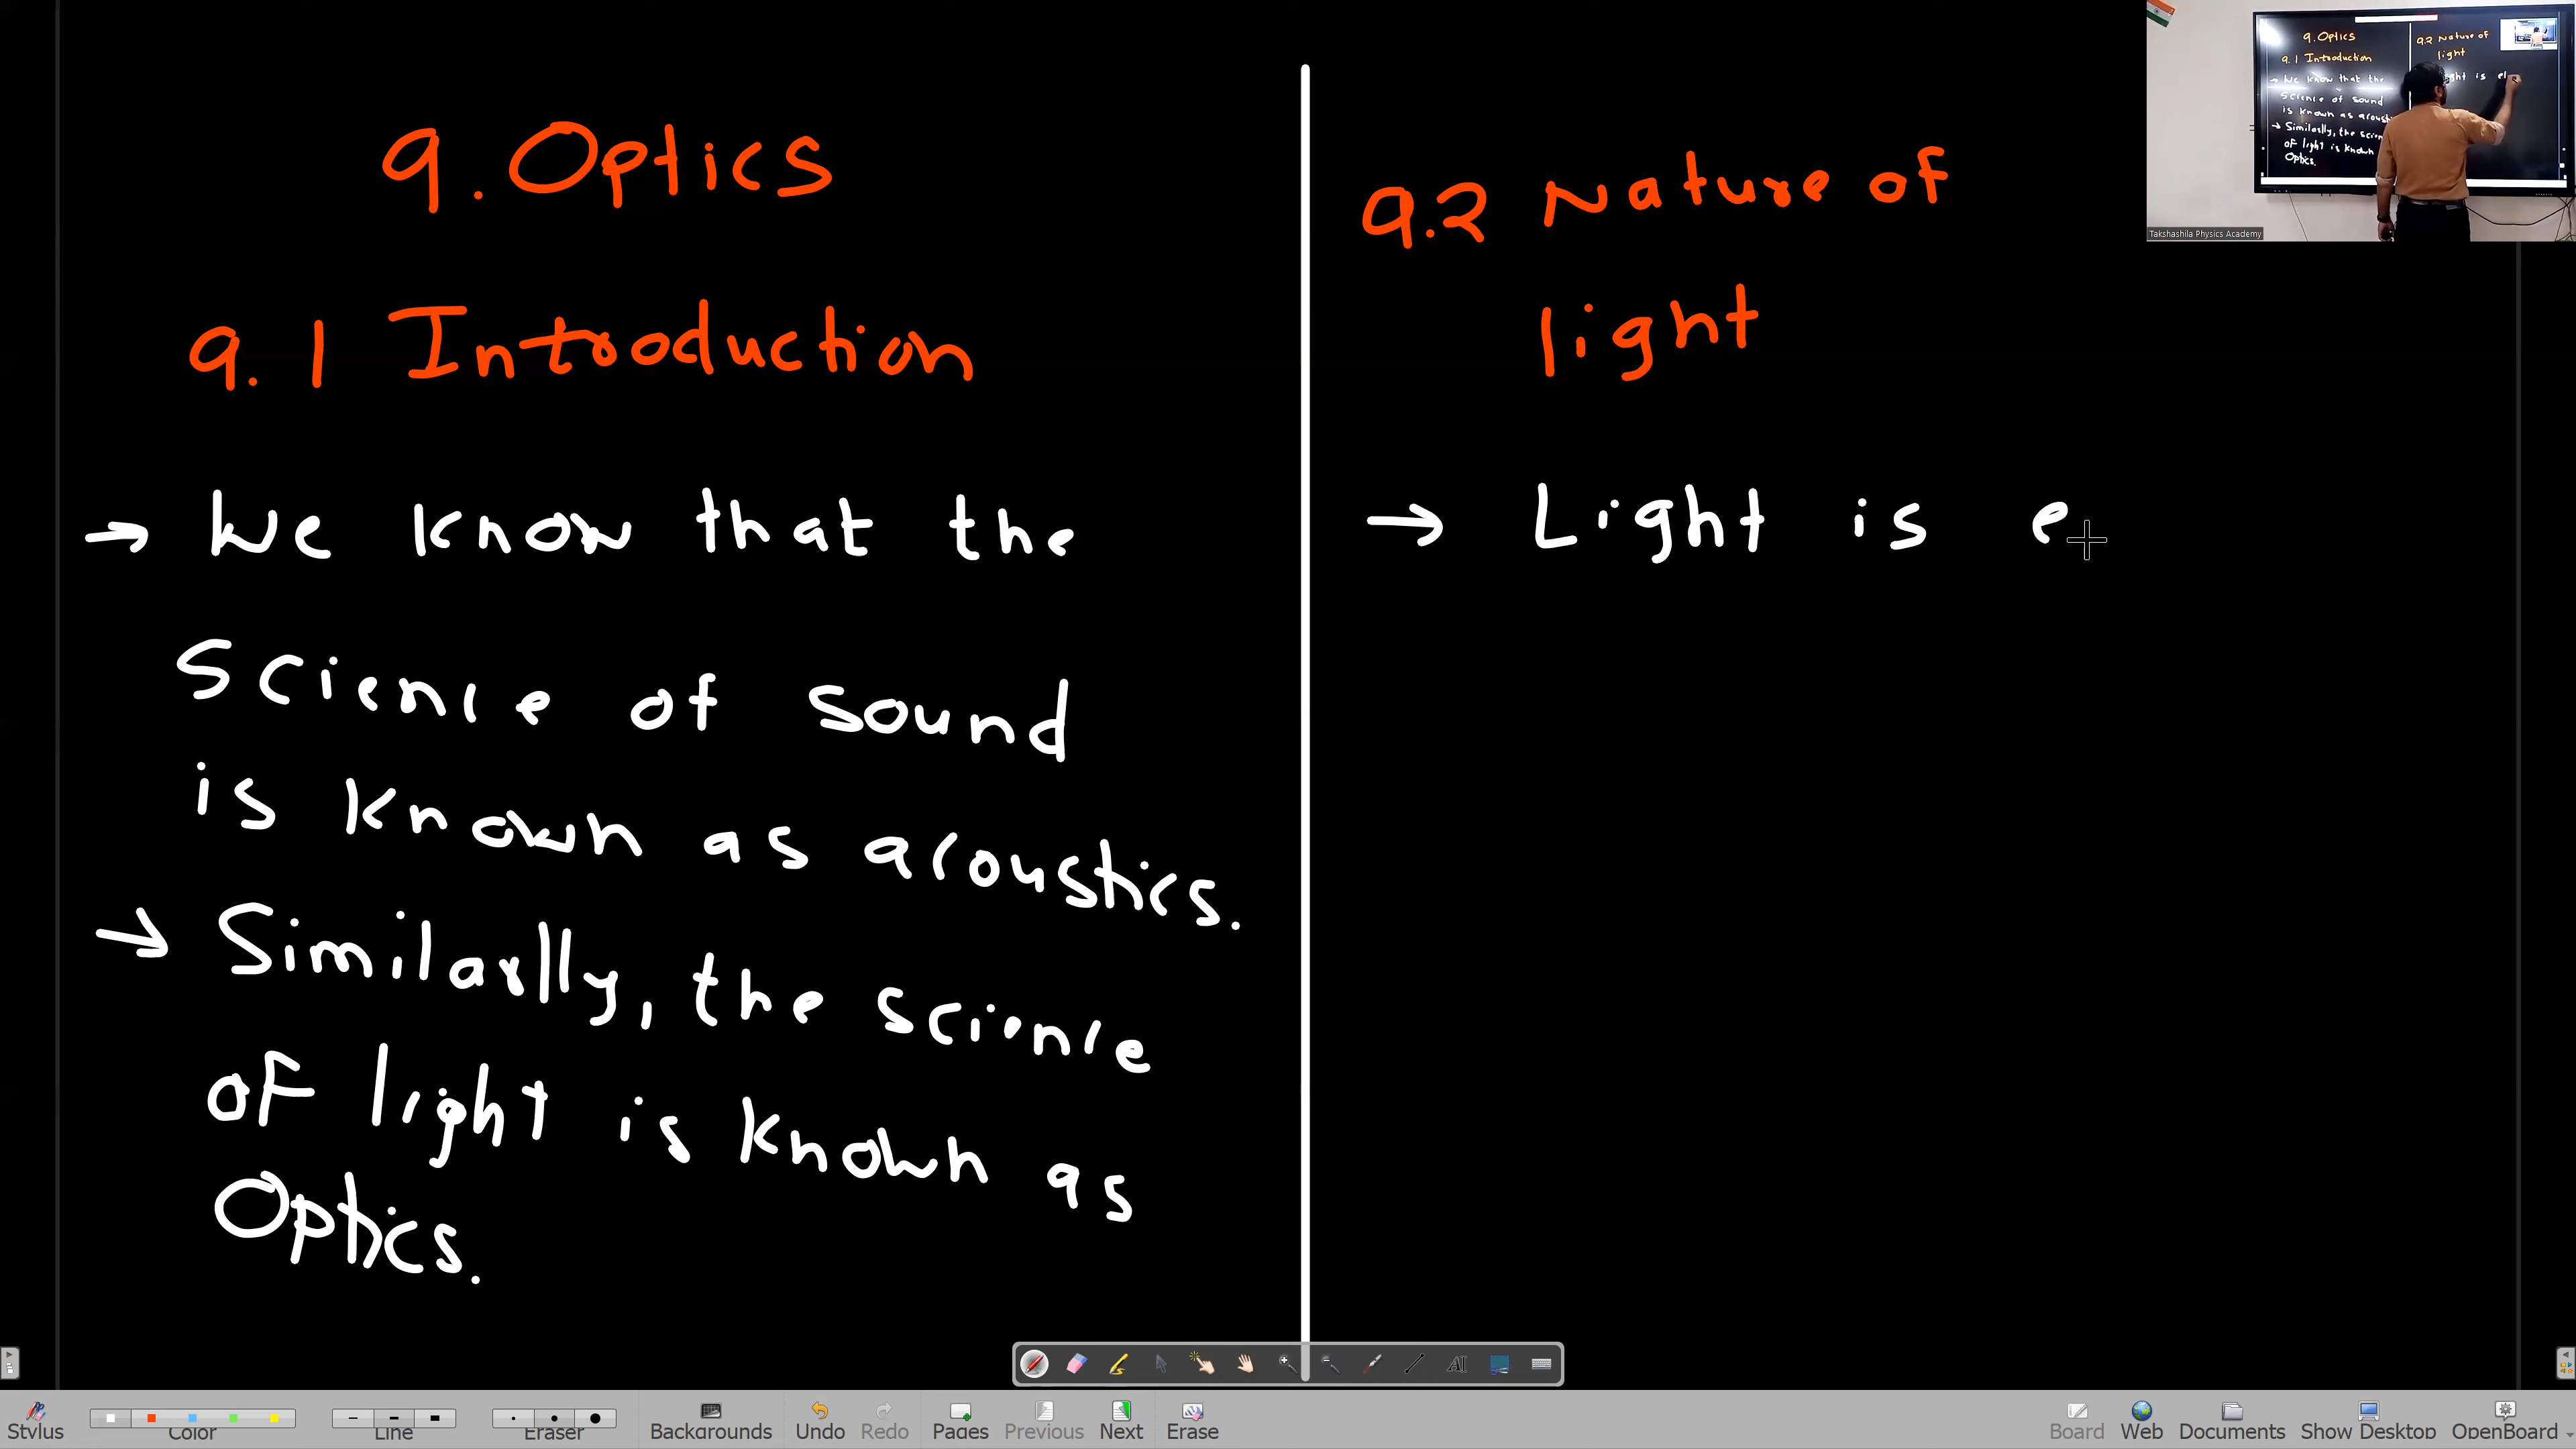 9. Optics
9.1 Introduction
→ We know that the
Science of sound
is known as acoustics.
→ Similarlly, the science
of light is known as
Optics.
9.2 Nature of
light
→ Light is e
Takshashila Physics Academy
Stylus
Color
Line
Eraser
Backgrounds
Undo
Redo
Pages
Previous
Next
Erase
Board
Web
Documents
Show Desktop
OpenBoard